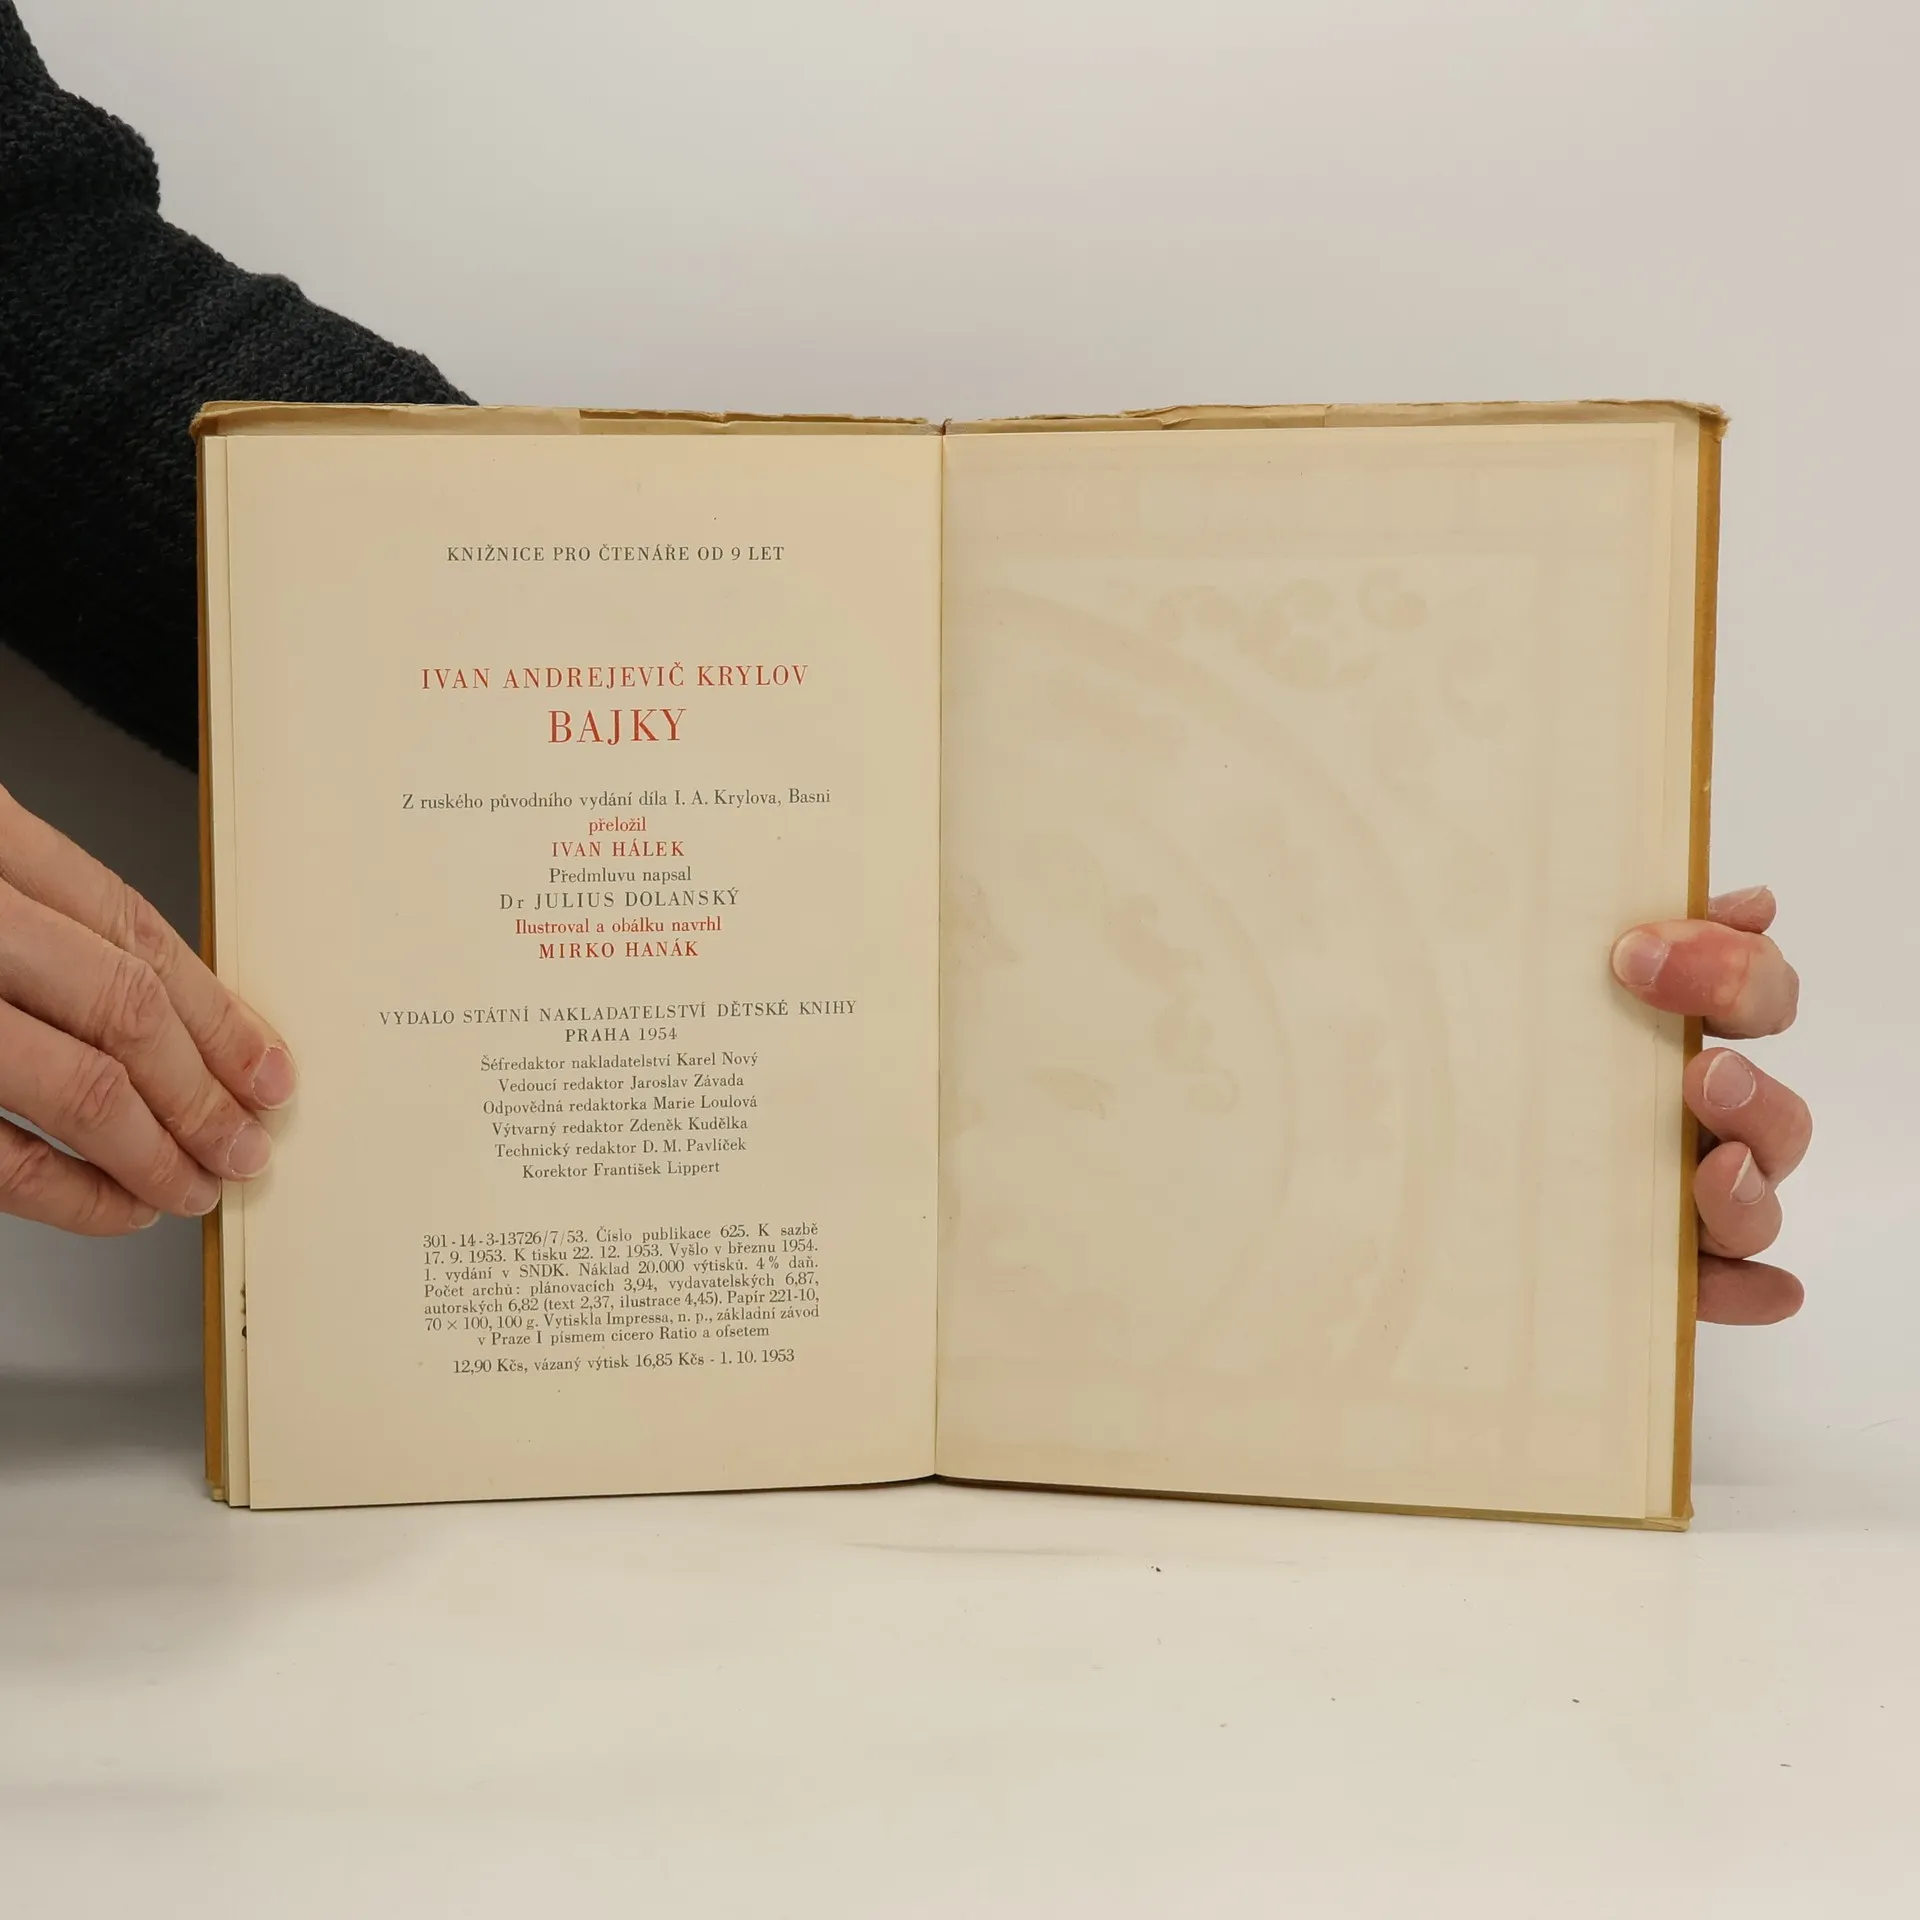 KNIŽNICE PRO ČTENÁŘE OD 9 LET
IVAN ANDREJEVIČ KRYLOV
BAJKY
Z ruského původního vydání díla I. A. Krylova, Basni
přeložil
IVAN HÁLEK
Předmluvu napsal
Dr JULIUS DOLANSKÝ
Ilustroval a obálku navrhl
MIRKO HANÁK
VYDALO STÁTNÍ NAKLADATELSTVÍ DĚTSKÉ KNIHY
PRAHA 1954
Šéfredaktor nakladatelství Karel Nový
Vedoucí redaktor Jaroslav Závada
Odpovědná redaktorka Marie Loulová
Výtvarný redaktor Zdeněk Kudělka
Technický redaktor D. M. Pavlíček
Korektor František Lippert
301-14-3-13726/7/53. Číslo publikace 625. K sazbě
17. 9. 1953. K tisku 22. 12. 1953. Vyšlo v březnu 1954.
1. vydání v SNDK. Náklad 20.000 výtisků. 4% daň.
Počet archů: plánovacích 3,94, vydavatelských 6,87,
autorských 6,82 (text 2,37, ilustrace 4,45). Papír 221-10,
70 × 100, 100 g. Vytiskla Impressa, n. p., základní závod
v Praze I písmem cicero Ratio a ofsetem
12,90 Kčs, vázaný výtisk 16,85 Kčs - 1. 10. 1953